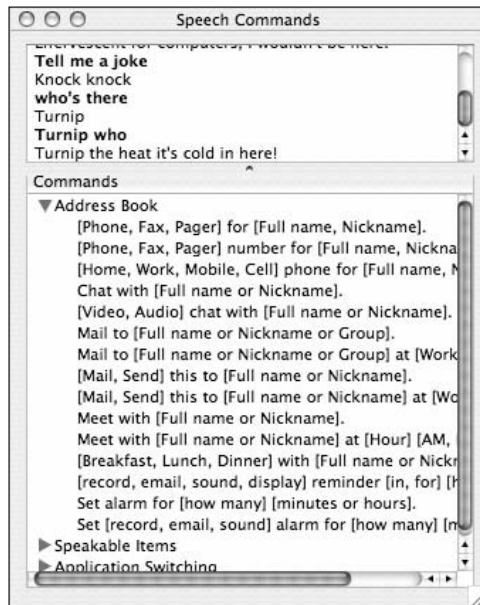 Speech Commands
Effervescent for computers, I wouldn't be here!
Tell me a joke
Knock knock
who's there
Turnip
Turnip who
Turnip the heat it's cold in here!
Commands
Address Book
[Phone, Fax, Pager] for [Full name, Nickname].
[Phone, Fax, Pager] number for [Full name, Nickna
[Home, Work, Mobile, Cell] phone for [Full name, N
Chat with [Full name or Nickname].
[Video, Audio] chat with [Full name or Nickname].
Mail to [Full name or Nickname or Group].
Mail to [Full name or Nickname or Group] at [Work
[Mail, Send] this to [Full name or Nickname].
[Mail, Send] this to [Full name or Nickname] at [Wo
Meet with [Full name or Nickname].
Meet with [Full name or Nickname] at [Hour] [AM,
[Breakfast, Lunch, Dinner] with [Full name or Nickr
[record, email, sound, display] reminder [in, for] [h
Set alarm for [how many] [minutes or hours].
Set [record, email, sound] alarm for [how many] [m
Speakable Items
Application Switching